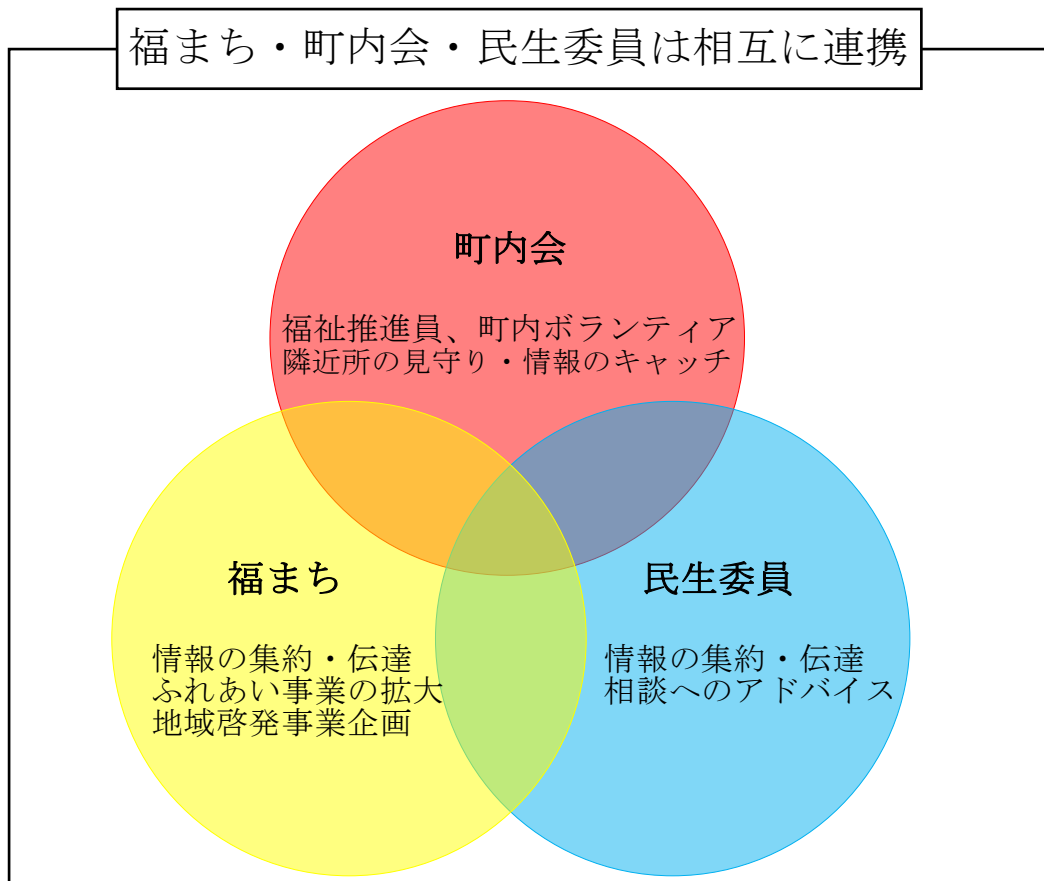 福まち・町内会・民生委員は相互に連携
町内会
福祉推進員、町内ボランティア
隣近所の見守り・情報のキャッチ
福まち
情報の集約・伝達
ふれあい事業の拡大
地域啓発事業企画
民生委員
情報の集約・伝達
相談へのアドバイス